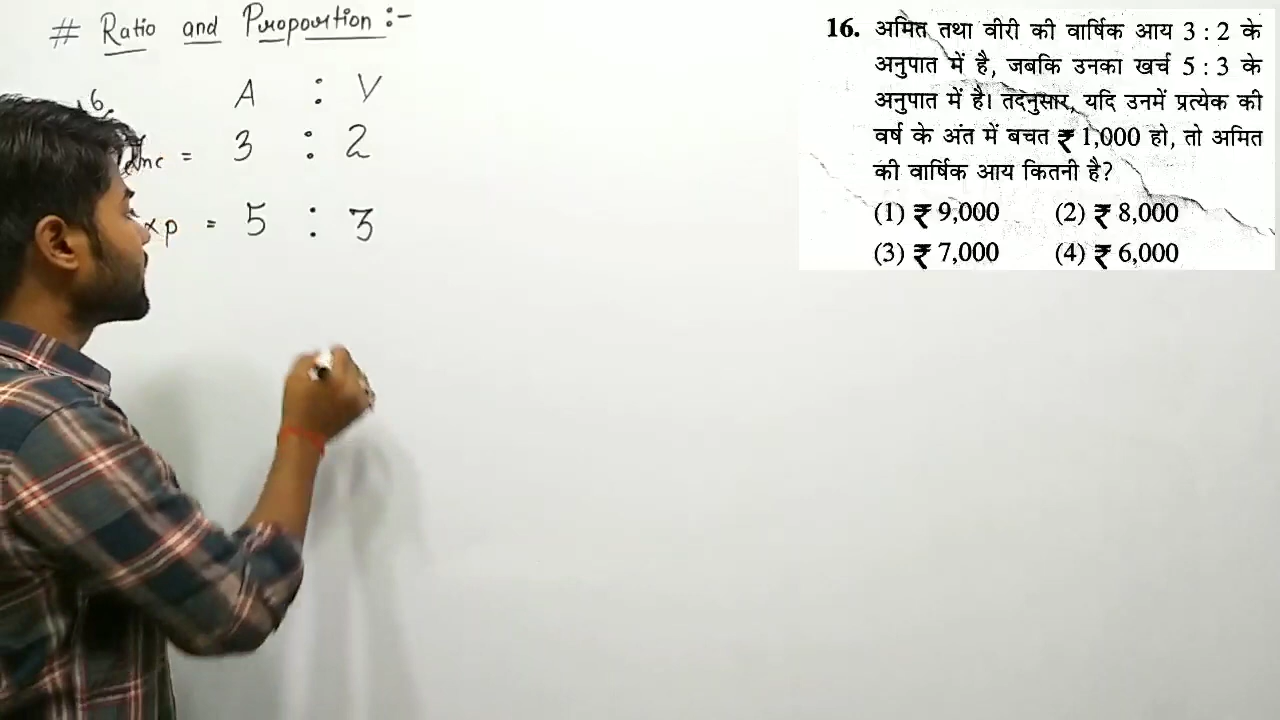 # Ratio and Proportion :-
16. अमित तथा वीरी की वार्षिक आय 3 : 2 के
अनुपात में है, जबकि उनका खर्च 5 : 3 के
अनुपात में है। तदनुसार, यदि उनमें प्रत्येक की
वर्ष के अंत में बचत ₹ 1,000 हो, तो अमित
की वार्षिक आय कितनी है?
(1) ₹ 9,000 (2) ₹ 8,000
(3) ₹ 7,000 (4) ₹ 6,000
6.
A : V
Inc = 3 : 2
xp = 5 : 3